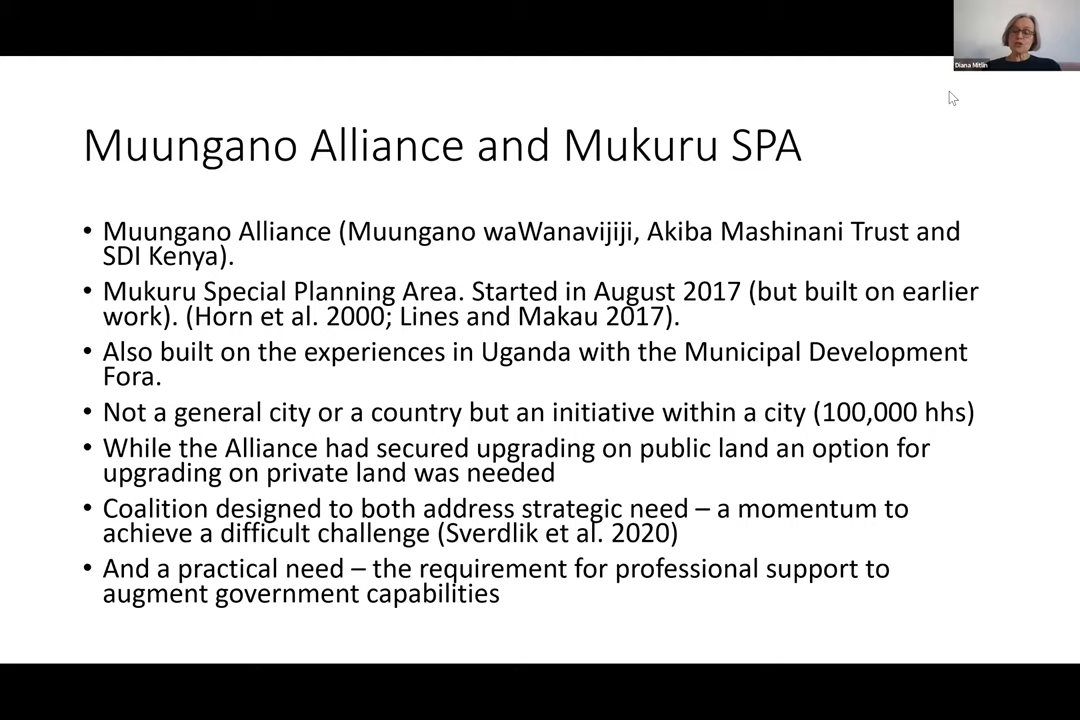 Diana Mitlin
Muungano Alliance and Mukuru SPA
• Muungano Alliance (Muungano waWanavijiji, Akiba Mashinani Trust and
SDI Kenya).
• Mukuru Special Planning Area. Started in August 2017 (but built on earlier
work). (Horn et al. 2000; Lines and Makau 2017).
• Also built on the experiences in Uganda with the Municipal Development
Fora.
• Not a general city or a country but an initiative within a city (100,000 hhs)
• While the Alliance had secured upgrading on public land an option for
upgrading on private land was needed
• Coalition designed to both address strategic need – a momentum to
achieve a difficult challenge (Sverdlik et al. 2020)
• And a practical need – the requirement for professional support to
augment government capabilities